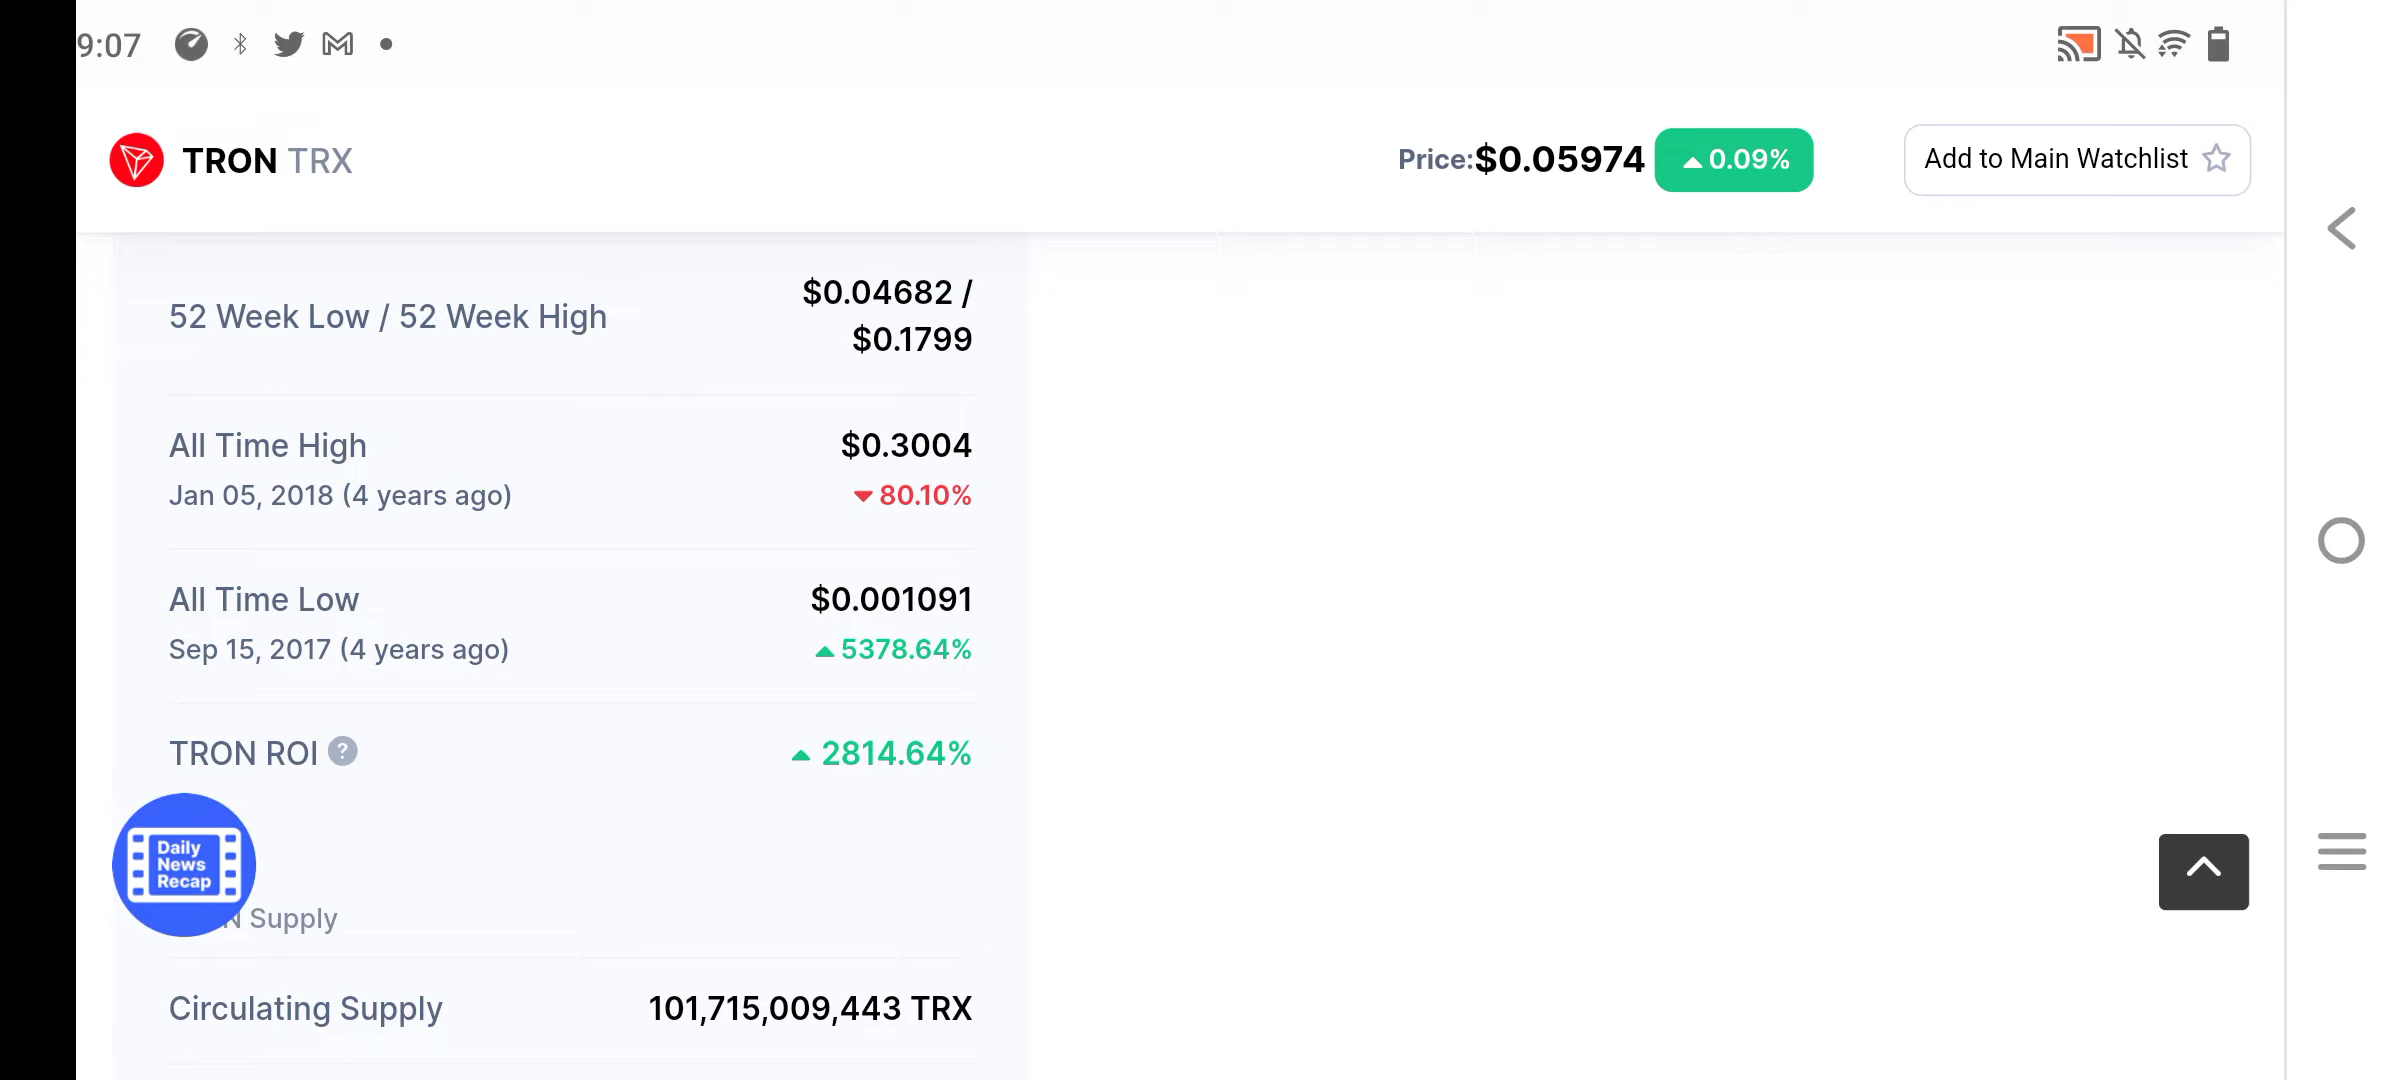 9:07
TRON TRX
Price:$0.05974 0.09%
Add to Main Watchlist
52 Week Low / 52 Week High
$0.04682 /
$0.1799
All Time High $0.3004
Jan 05, 2018 (4 years ago) 80.10%
All Time Low $0.001091
Sep 15, 2017 (4 years ago) 5378.64%
TRON ROI ? 2814.64%
Daily
News
Recap
N Supply
Circulating Supply 101,715,009,443 TRX